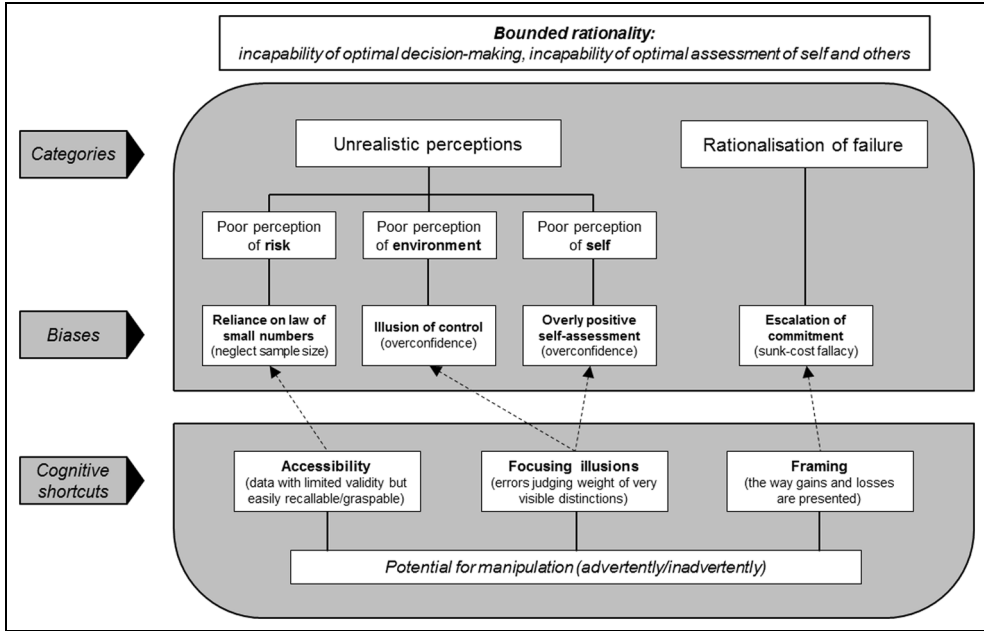 Bounded rationality:
incapability of optimal decision-making, incapability of optimal assessment of self and others
Categories
Unrealistic perceptions
Rationalisation of failure
Poor perception
of risk
Poor perception
of environment
Poor perception
of self
Biases
Reliance on law of
small numbers
(neglect sample size)
Illusion of control
(overconfidence)
Overly positive
self-assessment
(overconfidence)
Escalation of
commitment
(sunk-cost fallacy)
Cognitive
shortcuts
Accessibility
(data with limited validity but
easily recallable/graspable)
Focusing illusions
(errors judging weight of very
visible distinctions)
Framing
(the way gains and losses
are presented)
Potential for manipulation (advertently/inadvertently)